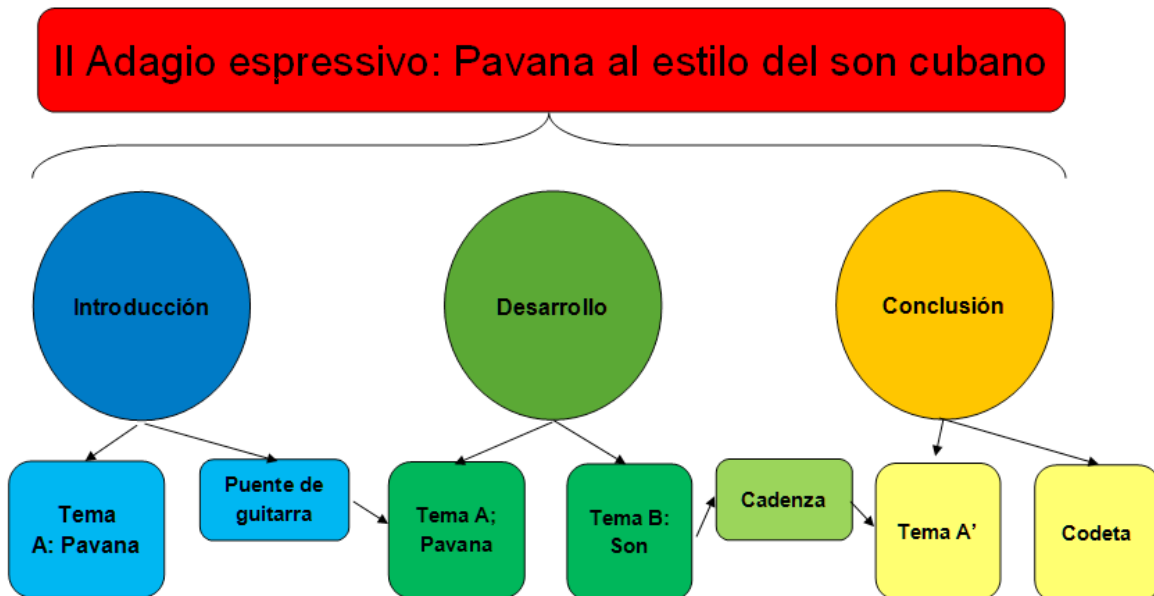 II Adagio espressivo: Pavana al estilo del son cubano
Introducción
Desarrollo
Conclusión
Tema
A: Pavana
Puente de
guitarra
Tema A;
Pavana
Tema B:
Son
Cadenza
Tema A’
Codeta